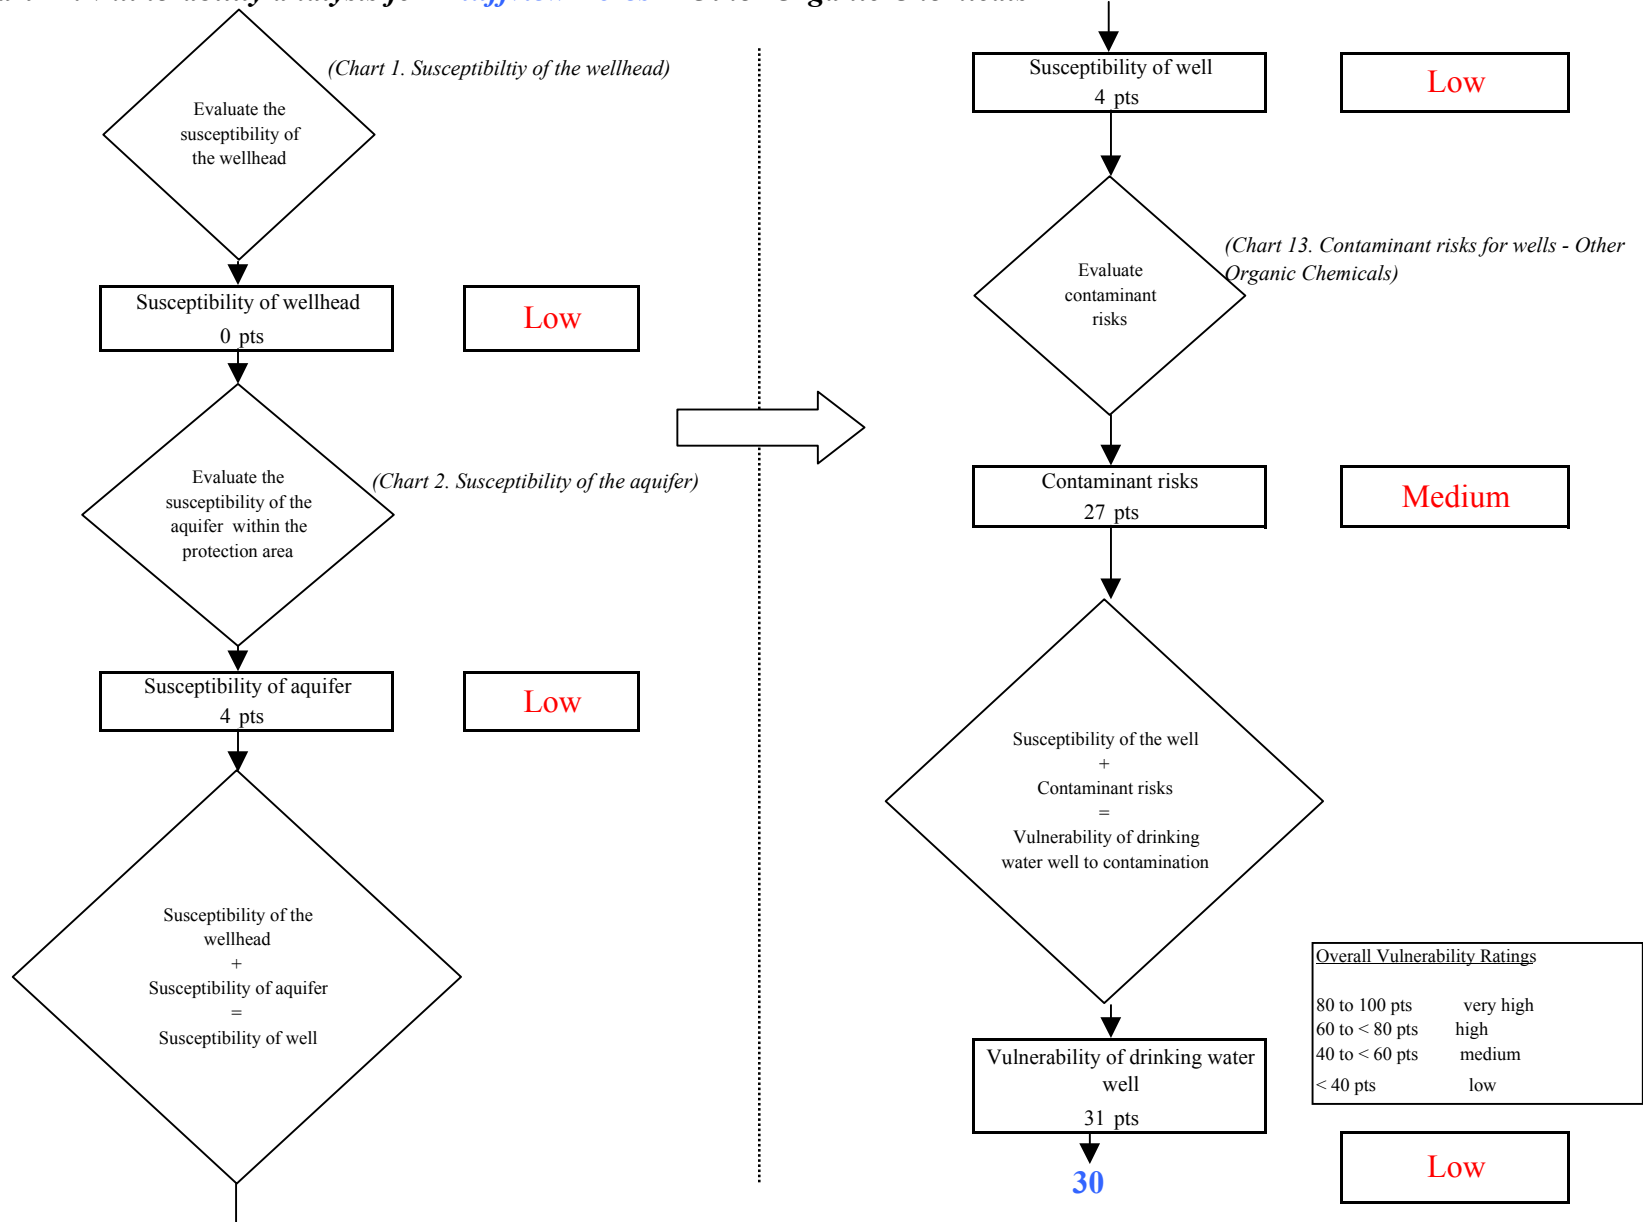 (Chart 1. Susceptibiltiy of the wellhead)
Evaluate the
susceptibility of
the wellhead
Susceptibility of wellhead
0 pts
Low
Evaluate the
susceptibility of the
aquifer within the
protection area
(Chart 2. Susceptibility of the aquifer)
Susceptibility of aquifer
4 pts
Low
Susceptibility of the
wellhead
+
Susceptibility of aquifer
=
Susceptibility of well
Susceptibility of well
4 pts
Low
Evaluate
contaminant
risks
(Chart 13. Contaminant risks for wells - Other
Organic Chemicals)
Contaminant risks
27 pts
Medium
Susceptibility of the well
+
Contaminant risks
=
Vulnerability of drinking
water well to contamination
Overall Vulnerability Ratings
80 to 100 pts very high
60 to < 80 pts high
40 to < 60 pts medium
< 40 pts low
Vulnerability of drinking water
well
31 pts
30
Low